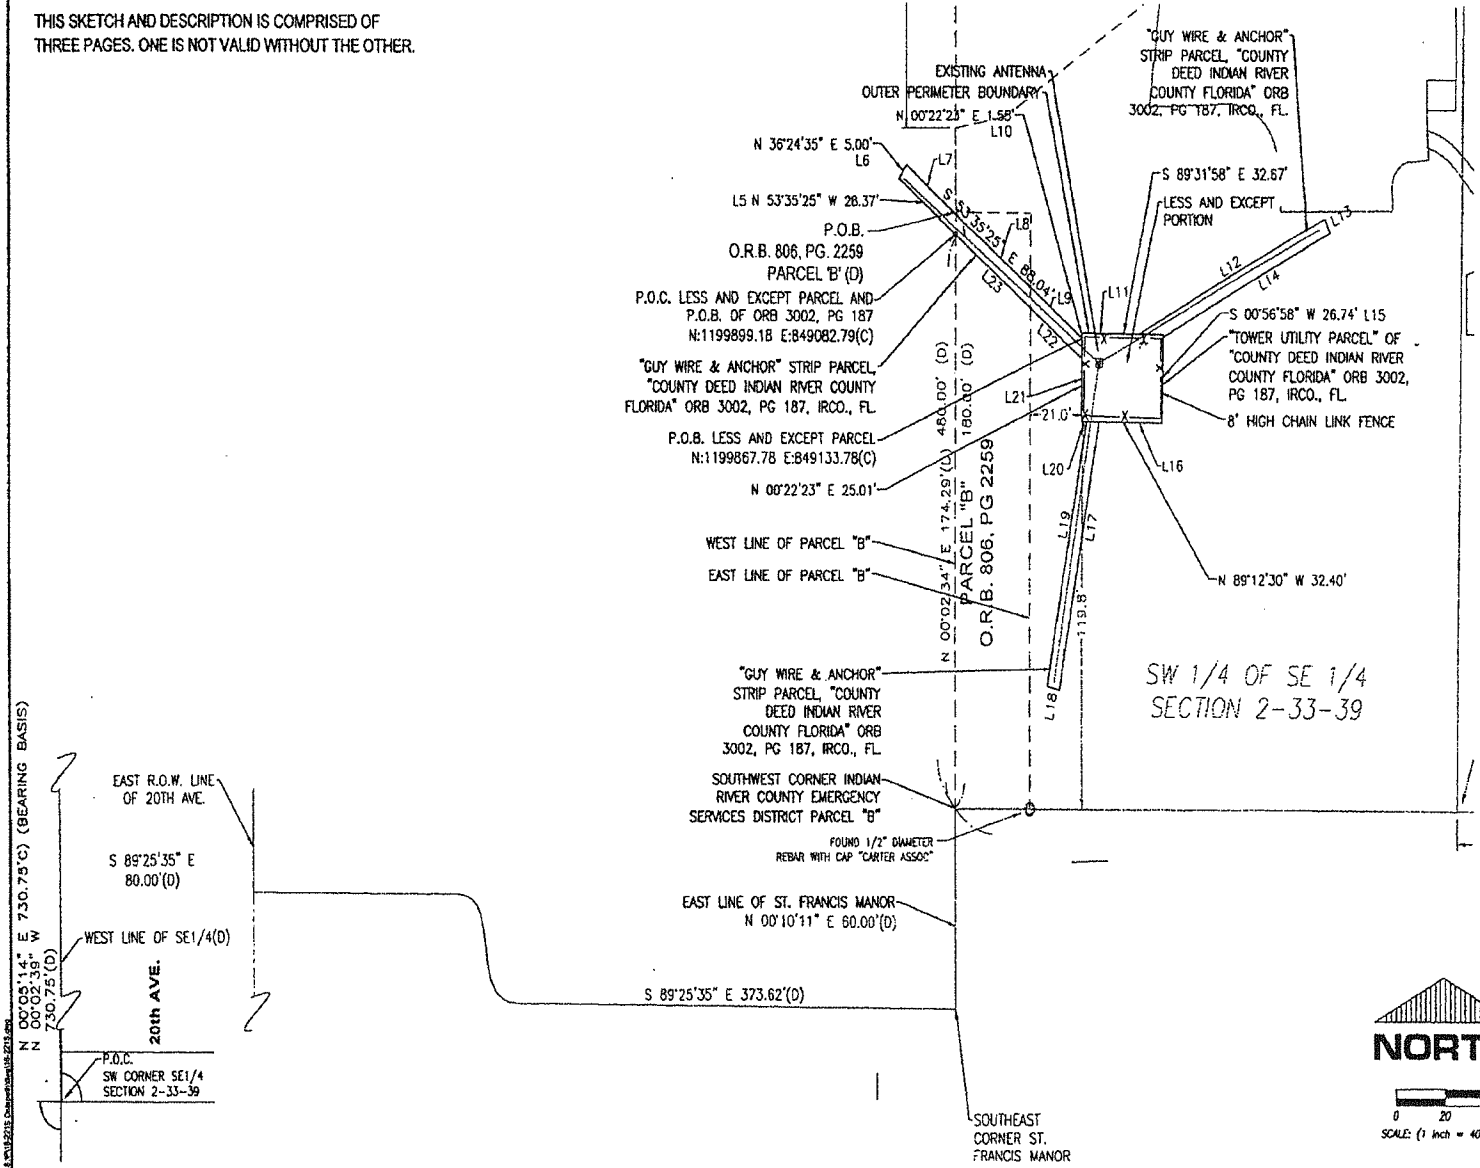 THIS SKETCH AND DESCRIPTION IS COMPRISED OF
THREE PAGES. ONE IS NOT VALID WITHOUT THE OTHER.
"GUY WIRE & ANCHOR"
STRIP PARCEL, "COUNTY
DEED INDIAN RIVER
COUNTY FLORIDA" ORB
3002, PG 187, IRCO., FL.
EXISTING ANTENNA
OUTER PERIMETER BOUNDARY
N 00°22'23" E 1.58'
L10
N 36°24'35" E 5.00'
L6
L7
S 89°31'58" E 32.67'
L5 N 53°35'25" W 28.37'
LESS AND EXCEPT
PORTION
L13
P.O.B.
O.R.B. 806, PG. 2259
PARCEL 'B' (D)
S 53°35'25" E 88.04'
L8
L12
L14
L23
L9
L11
P.O.C. LESS AND EXCEPT PARCEL AND
P.O.B. OF ORB 3002, PG 187
N:1199899.18 E:849082.79(C)
L22
S 00°56'58" W 26.74' L15
"TOWER UTILITY PARCEL" OF
"COUNTY DEED INDIAN RIVER
COUNTY FLORIDA" ORB 3002,
PG 187, IRCO., FL.
"GUY WIRE & ANCHOR" STRIP PARCEL,
"COUNTY DEED INDIAN RIVER COUNTY
FLORIDA" ORB 3002, PG 187, IRCO., FL.
L21
21.0'
8' HIGH CHAIN LINK FENCE
P.O.B. LESS AND EXCEPT PARCEL
N:1199867.78 E:849133.78(C)
L20
L16
N 00°22'23" E 25.01'
N 00°02'34" E 174.29'(D) 480.00' (D)
180.00' (D)
PARCEL "B"
O.R.B. 806, PG 2259
L19
L17
WEST LINE OF PARCEL "B"
EAST LINE OF PARCEL "B"
N 89°12'30" W 32.40'
119.8'
"GUY WIRE & ANCHOR"
STRIP PARCEL, "COUNTY
DEED INDIAN RIVER
COUNTY FLORIDA" ORB
3002, PG 187, IRCO., FL
L18
SW 1/4 OF SE 1/4
SECTION 2-33-39
SOUTHWEST CORNER INDIAN
RIVER COUNTY EMERGENCY
SERVICES DISTRICT PARCEL "B"
FOUND 1/2" DIAMETER
REBAR WITH CAP "CARTER ASSOC"
EAST R.O.W. LINE
OF 20TH AVE.
S 89°25'35" E
80.00'(D)
EAST LINE OF ST. FRANCIS MANOR
N 00°10'11" E 60.00'(D)
WEST LINE OF SE1/4(D)
N 00°05'14" E 730.75'C) (BEARING BASIS)
N 00°02'39" W
730.75'(D)
20th AVE.
S 89°25'35" E 373.62'(D)
P.O.C.
SW CORNER SE1/4
SECTION 2-33-39
SOUTHEAST
CORNER ST.
FRANCIS MANOR
NORT
0 20
SCALE: (1 inch = 40